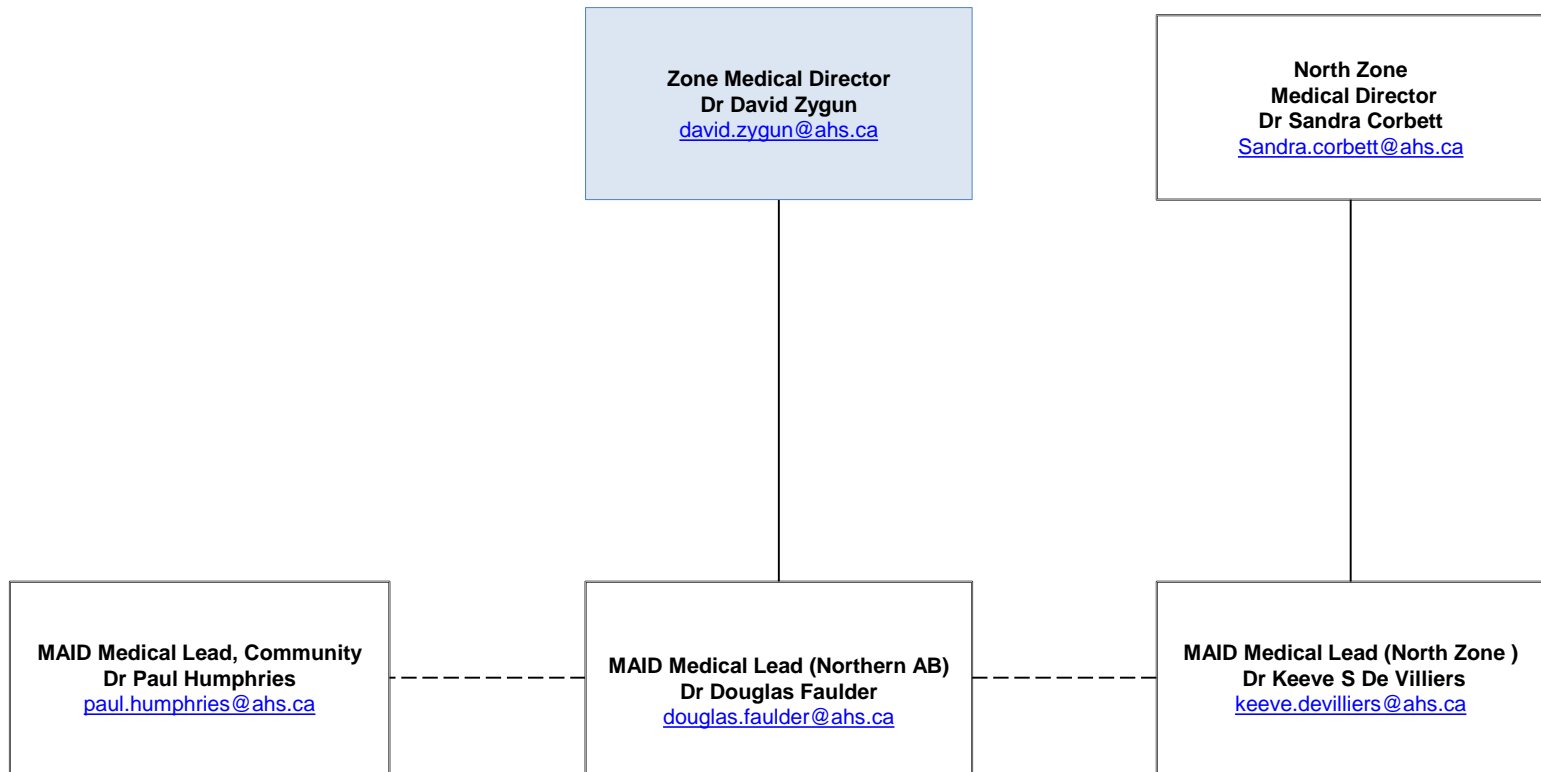 Zone Medical Director
Dr David Zygun
david.zygun@ahs.ca
North Zone
Medical Director
Dr Sandra Corbett
Sandra.corbett@ahs.ca
MAID Medical Lead, Community
Dr Paul Humphries
paul.humphries@ahs.ca
MAID Medical Lead (Northern AB)
Dr Douglas Faulder
douglas.faulder@ahs.ca
MAID Medical Lead (North Zone )
Dr Keeve S De Villiers
keeve.devilliers@ahs.ca